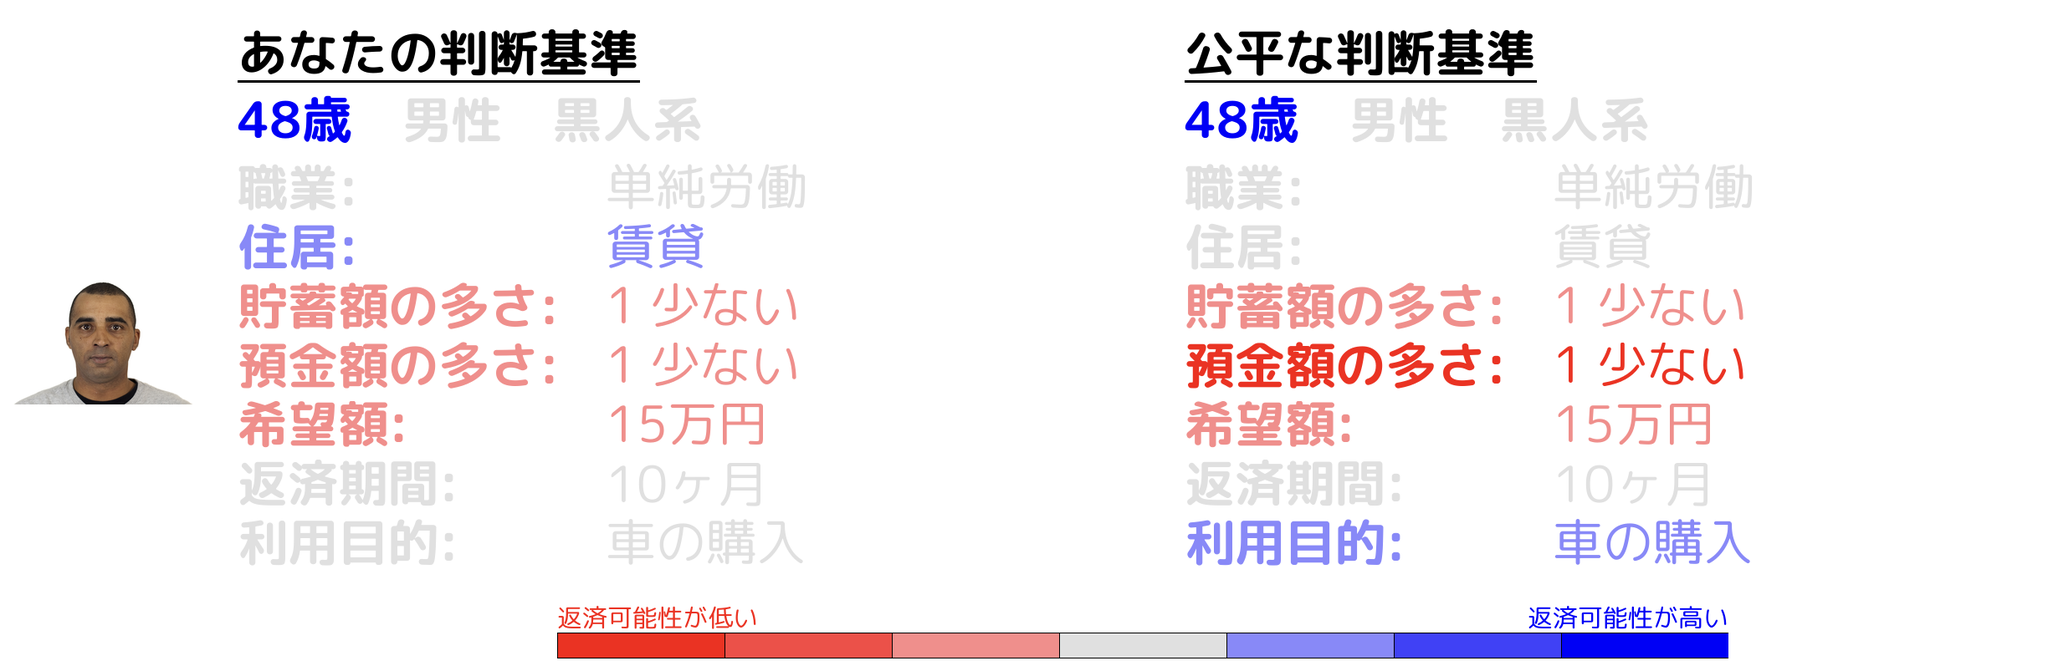 あなたの判断基準
48歳 男性 黒人系
職業: 単純労働
住居: 賃貸
貯蓄額の多さ: 1 少ない
預金額の多さ: 1 少ない
希望額: 15万円
返済期間: 10ヶ月
利用目的: 車の購入
公平な判断基準
48歳 男性 黒人系
職業: 単純労働
住居: 賃貸
貯蓄額の多さ: 1 少ない
預金額の多さ: 1 少ない
希望額: 15万円
返済期間: 10ヶ月
利用目的: 車の購入
返済可能性が低い
返済可能性が高い